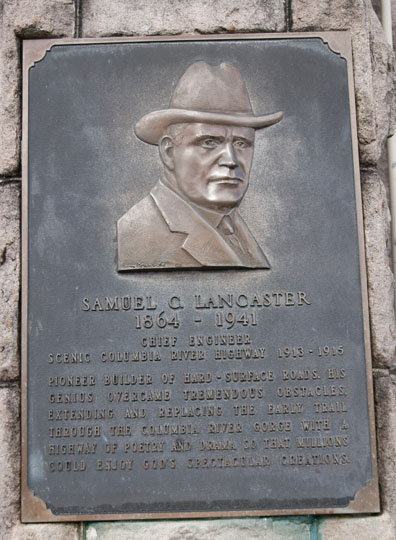 SAMUEL C. LANCASTER
1864 - 1941
CHIEF ENGINEER
SCENIC COLUMBIA RIVER HIGHWAY 1913 - 1915
PIONEER BUILDER OF HARD-SURFACE ROADS. HIS
GENIUS OVERCAME TREMENDOUS OBSTACLES,
EXTENDING AND REPLACING THE EARLY TRAIL
THROUGH THE COLUMBIA RIVER GORGE WITH A
HIGHWAY OF POETRY AND DRAMA SO THAT MILLIONS
COULD ENJOY GOD'S SPECTACULAR CREATIONS.